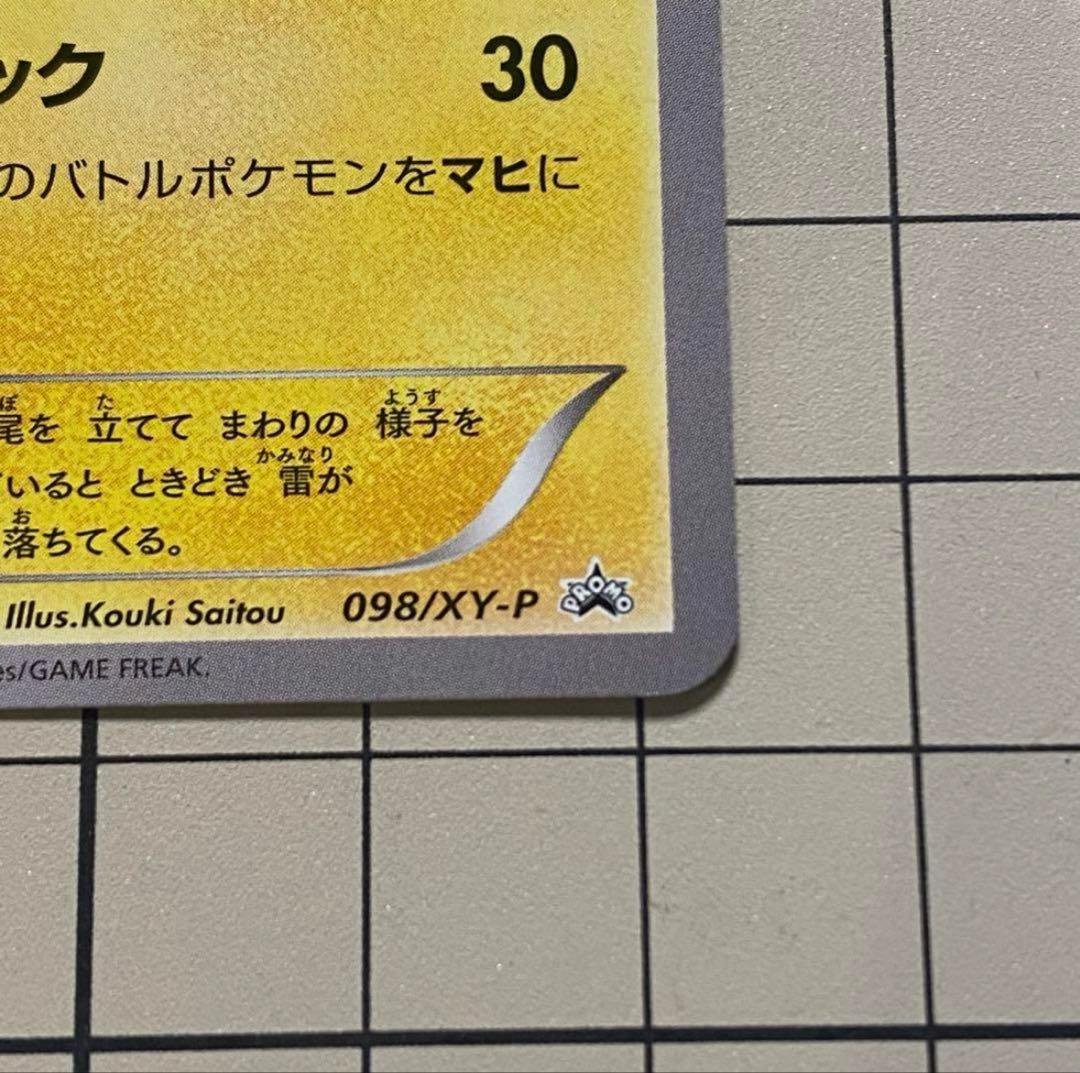 ック 30
のバトルポケモンをマヒに
尾を 立てて まわりの 様子を
いると ときどき 雷が
落ちてくる。
Illus.Kouki Saitou 098/XY-P PROMO
es/GAME FREAK.